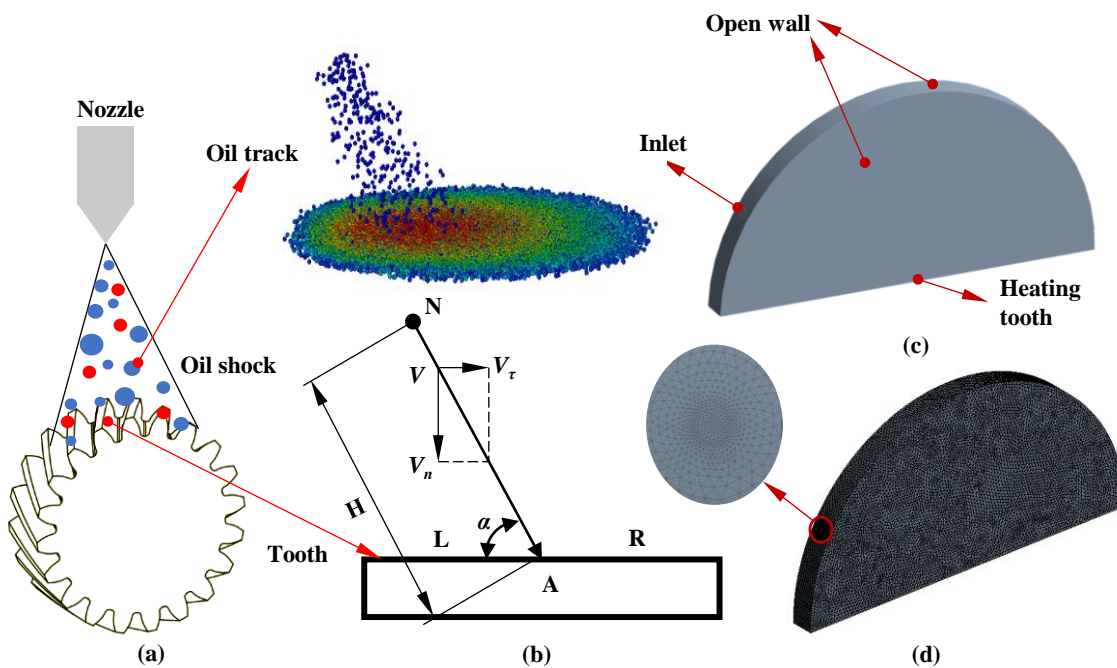 Nozzle
Oil track
Oil shock
Tooth
(a)
N
V
Vτ
Vn
H
α
L
R
A
(b)
Open wall
Inlet
Heating
tooth
(c)
(d)